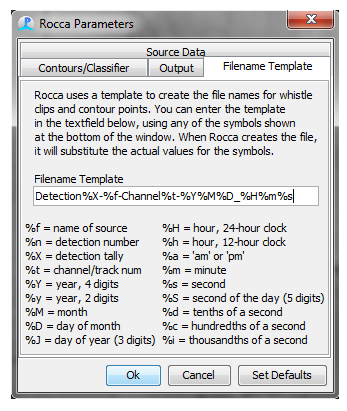 Rocca Parameters
Source Data
Contours/Classifier Output Filename Template
Rocca uses a template to create the file names for whistle
clips and contour points. You can enter the template
in the textfield below, using any of the symbols shown
at the bottom of the window. When Rocca creates the file,
it will substitute the actual values for the symbols.
Filename Template
Detection%X-%f-Channel%t-%Y%M%D_%H%m%s
%f = name of source %H = hour, 24-hour clock
%n = detection number %h = hour, 12-hour clock
%X = detection tally %a = 'am' or 'pm'
%t = channel/track num %m = minute
%Y = year, 4 digits %s = second
%y = year, 2 digits %S = second of the day (5 digits)
%M = month %d = tenths of a second
%D = day of month %c = hundredths of a second
%J = day of year (3 digits) %i = thousandths of a second
Ok Cancel Set Defaults